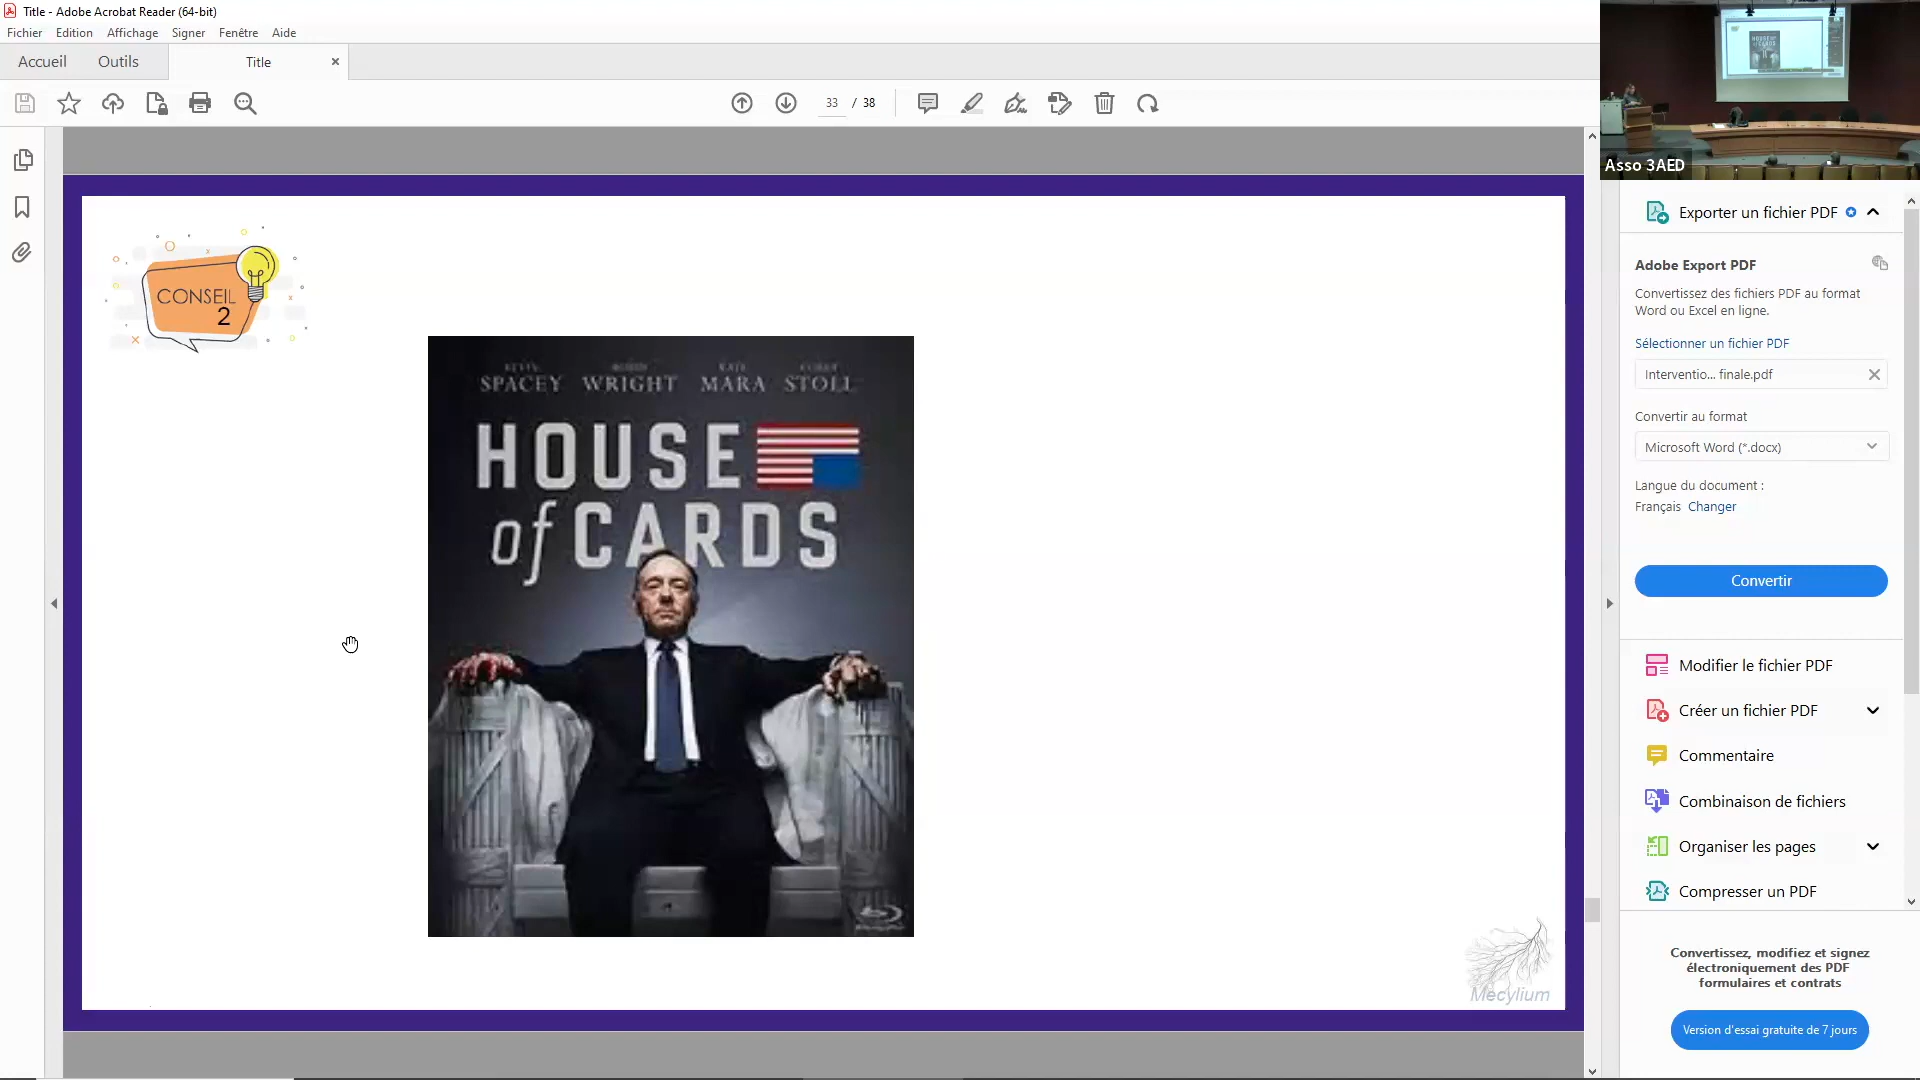 Title - Adobe Acrobat Reader (64-bit)
Fichier Edition Affichage Signer Fenêtre Aide
Accueil Outils Title
33 / 38
Asso 3AED
CONSEIL
2
SPACEY WRIGHT MARA STOLL
HOUSE
of CARDS
Mecylium
Exporter un fichier PDF
Adobe Export PDF
Convertissez des fichiers PDF au format
Word ou Excel en ligne.
Sélectionner un fichier PDF
Interventio... finale.pdf
Convertir au format
Microsoft Word (*.docx)
Langue du document :
Français Changer
Convertir
Modifier le fichier PDF
Créer un fichier PDF
Commentaire
Combinaison de fichiers
Organiser les pages
Compresser un PDF
Convertissez, modifiez et signez
électroniquement des PDF
formulaires et contrats
Version d'essai gratuite de 7 jours